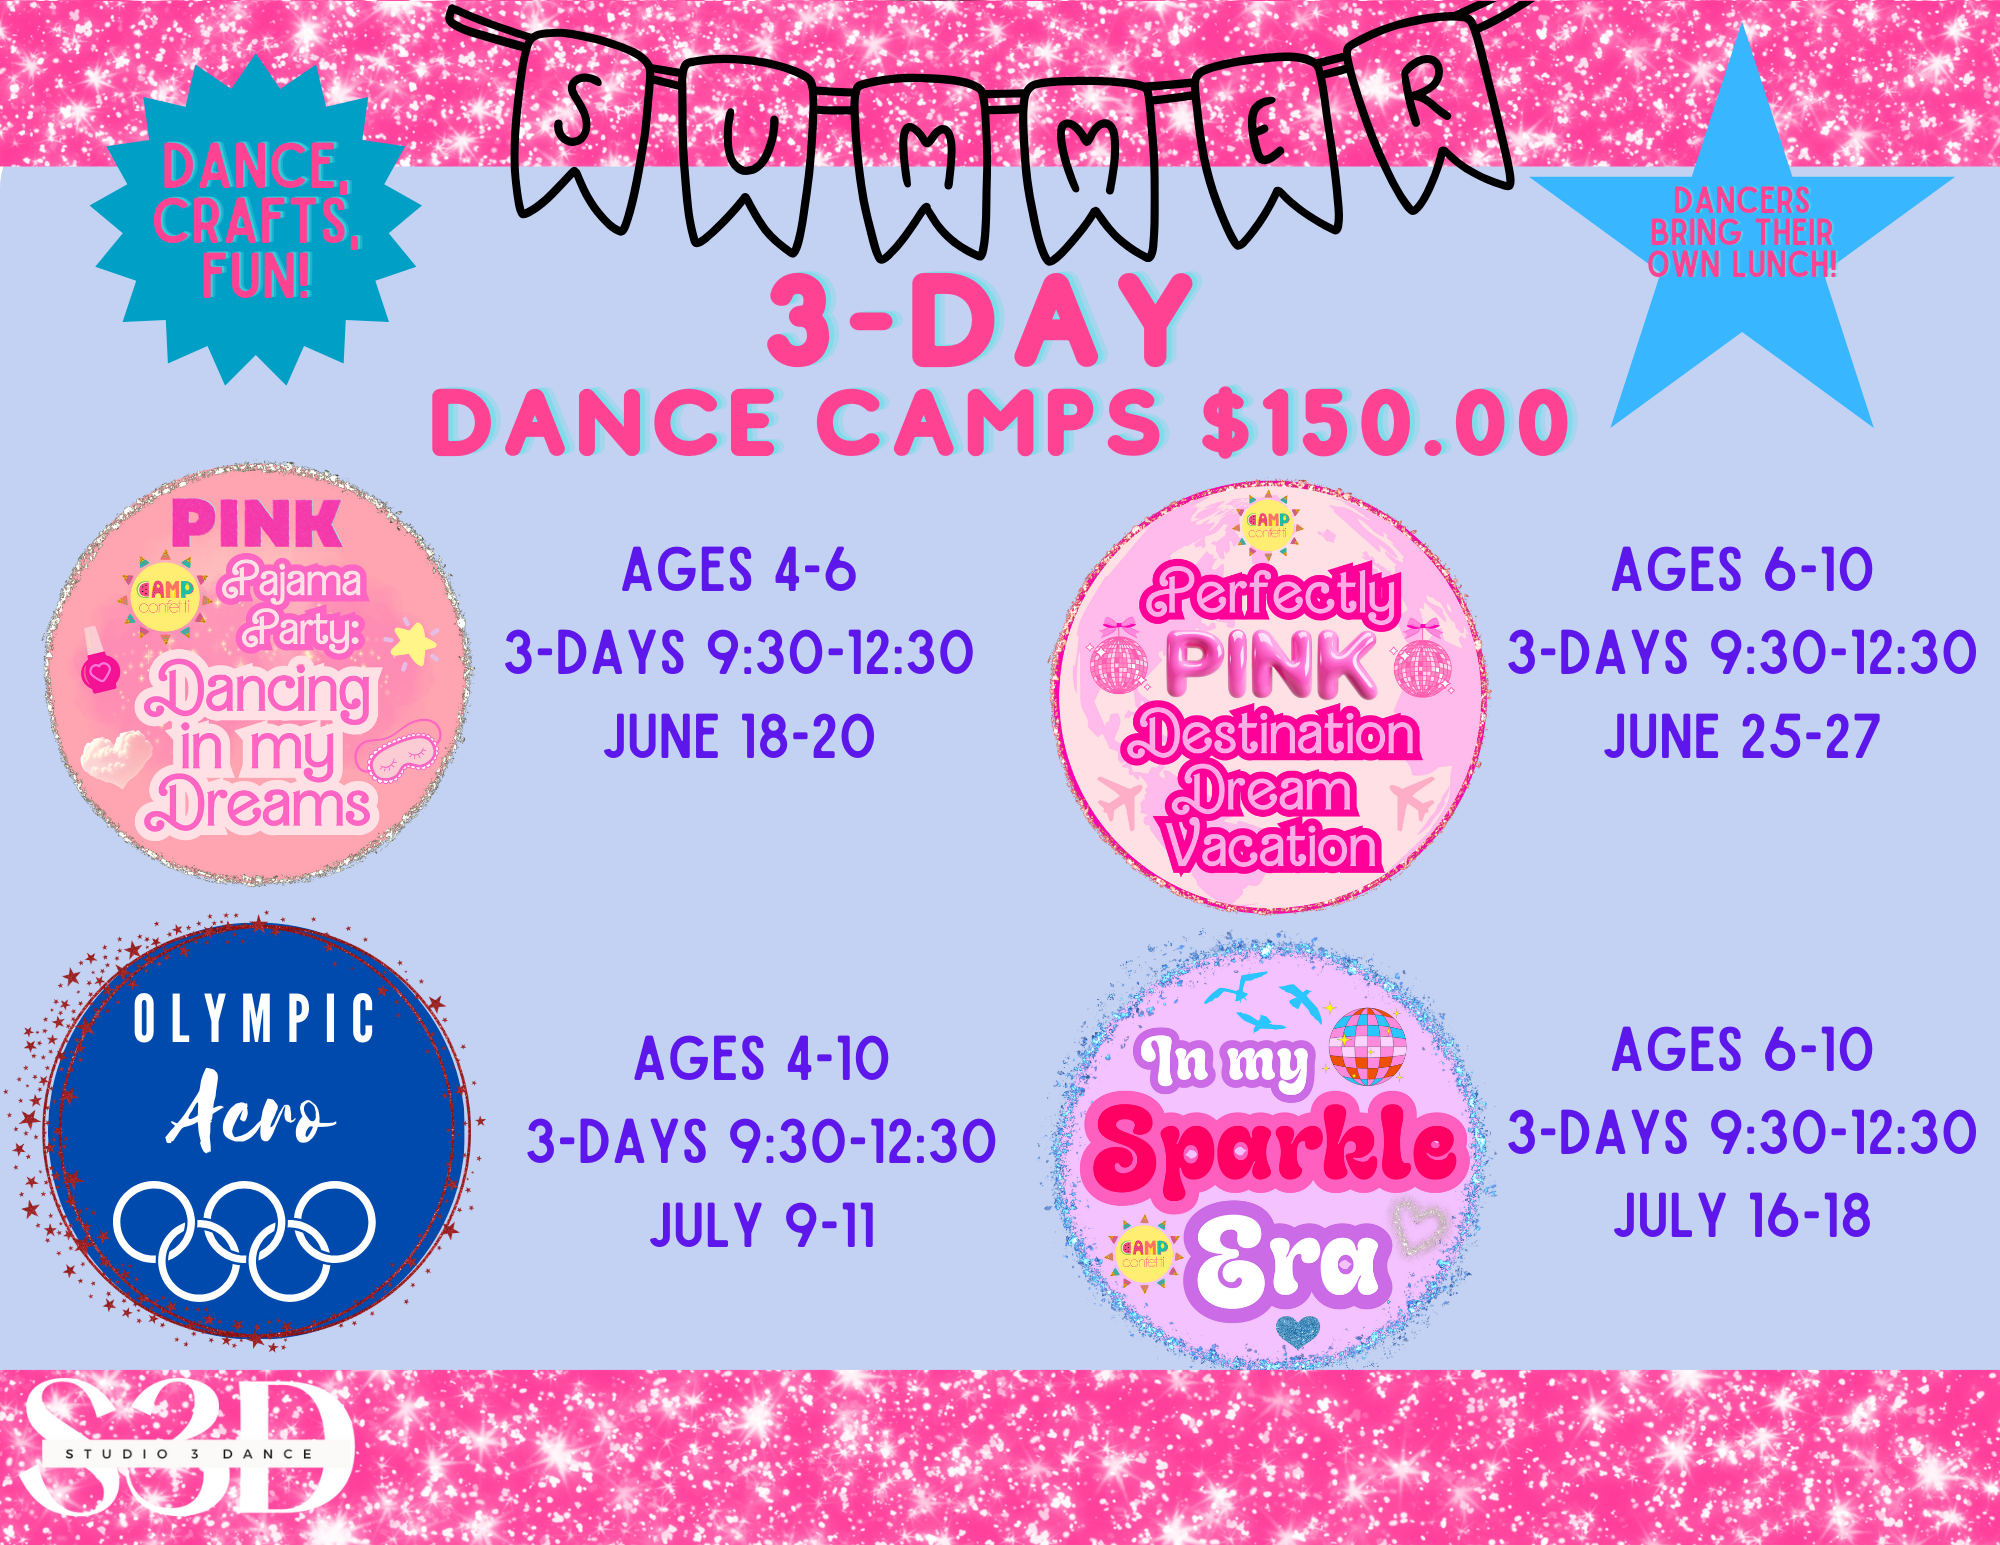 SUMMER
DANCE,
CRAFTS,
FUN!
DANCERS
BRING THEIR
OWN LUNCH!
3-DAY
DANCE CAMPS $150.00
PINK
CAMP
confetti
Pajama
Party:
Dancing
in my
Dreams
AGES 4-6
3-DAYS 9:30-12:30
JUNE 18-20
CAMP
confetti
Perfectly
PINK
Destination
Dream
Vacation
AGES 6-10
3-DAYS 9:30-12:30
JUNE 25-27
OLYMPIC
Acro
AGES 4-10
3-DAYS 9:30-12:30
JULY 9-11
In my
Sparkle
Era
CAMP
confetti
AGES 6-10
3-DAYS 9:30-12:30
JULY 16-18
S3D
STUDIO 3 DANCE